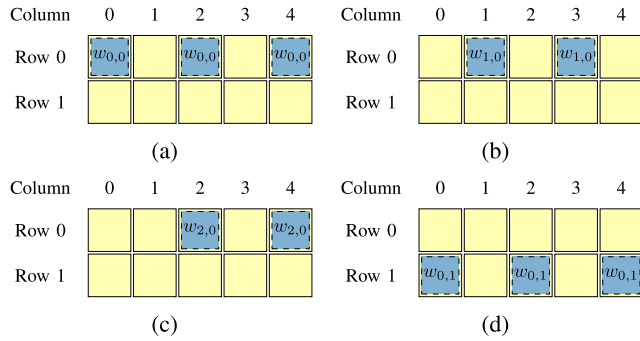 Column 0 1 2 3 4
Row 0 w0,0 w0,0 w0,0
Row 1
(a)
Column 0 1 2 3 4
Row 0 w1,0 w1,0
Row 1
(b)
Column 0 1 2 3 4
Row 0 w2,0 w2,0
Row 1
(c)
Column 0 1 2 3 4
Row 0
Row 1 w0,1 w0,1 w0,1
(d)